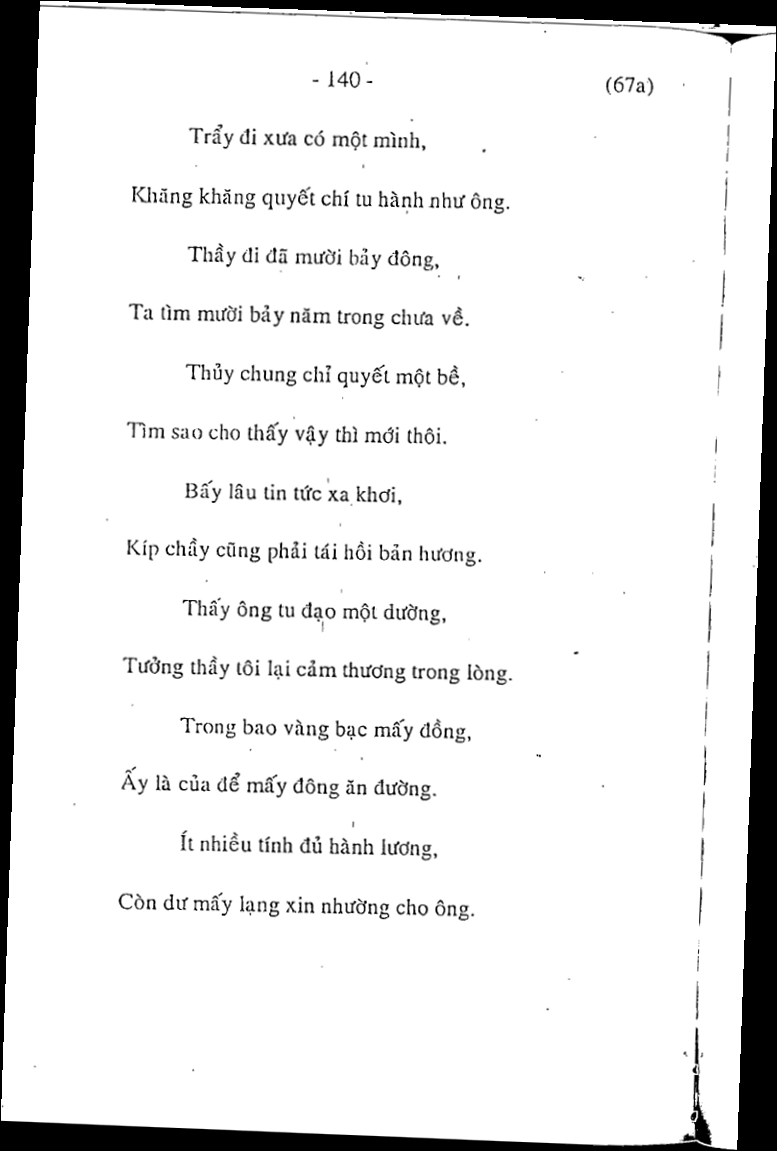 - 140 - (67a)
Trẩy đi xưa có một mình,
Khăng khăng quyết chí tu hành như ông.
Thầy đi đã mười bảy đông,
Ta tìm mười bảy năm trong chưa về.
Thủy chung chỉ quyết một bề,
Tìm sao cho thấy vậy thì mới thôi.
Bấy lâu tin tức xa khơi,
Kíp chầy cũng phải tái hồi bản hương.
Thấy ông tu đạo một dường,
Tưởng thầy tôi lại cảm thương trong lòng.
Trong bao vàng bạc mấy đồng,
Ấy là của để mấy đông ăn đường.
Ít nhiều tính đủ hành lương,
Còn dư mấy lạng xin nhường cho ông.